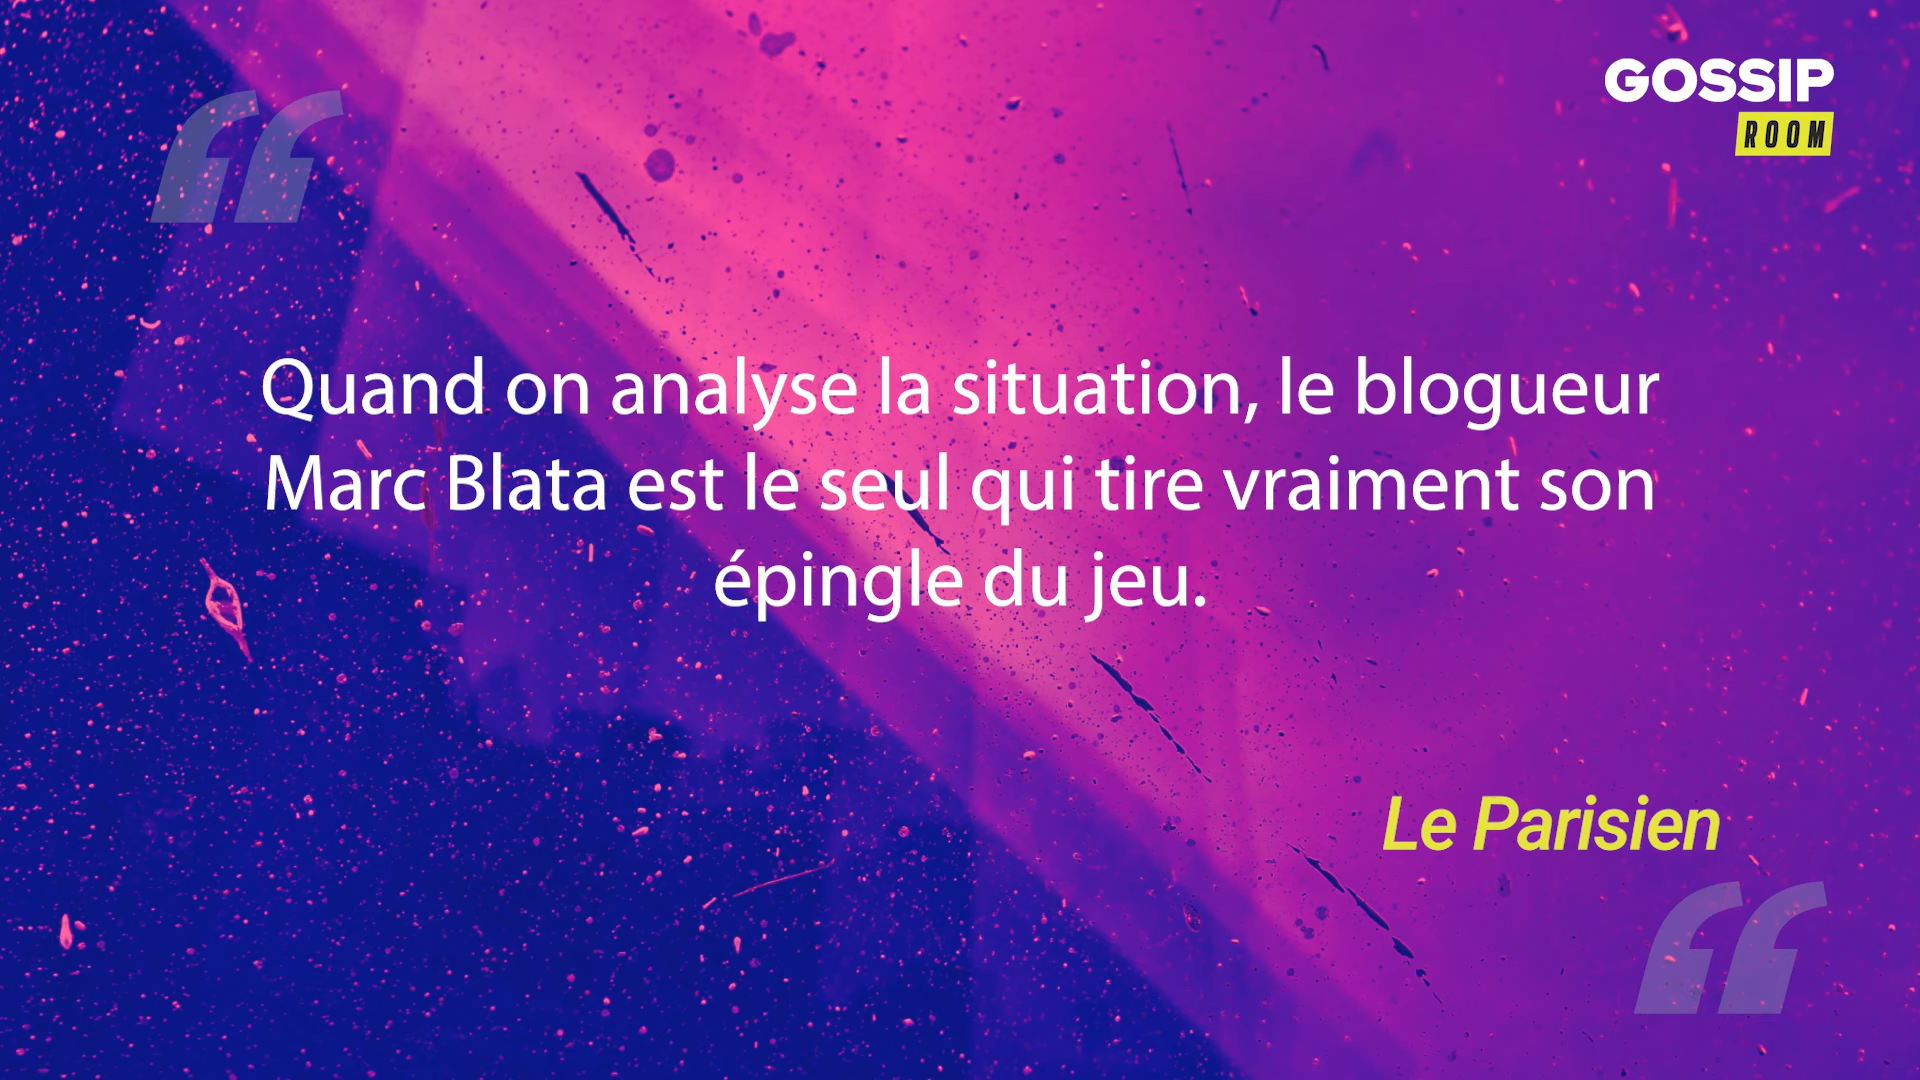 GOSSIP
ROOM
Quand on analyse la situation, le blogueur
Marc Blata est le seul qui tire vraiment son
épingle du jeu.
Le Parisien